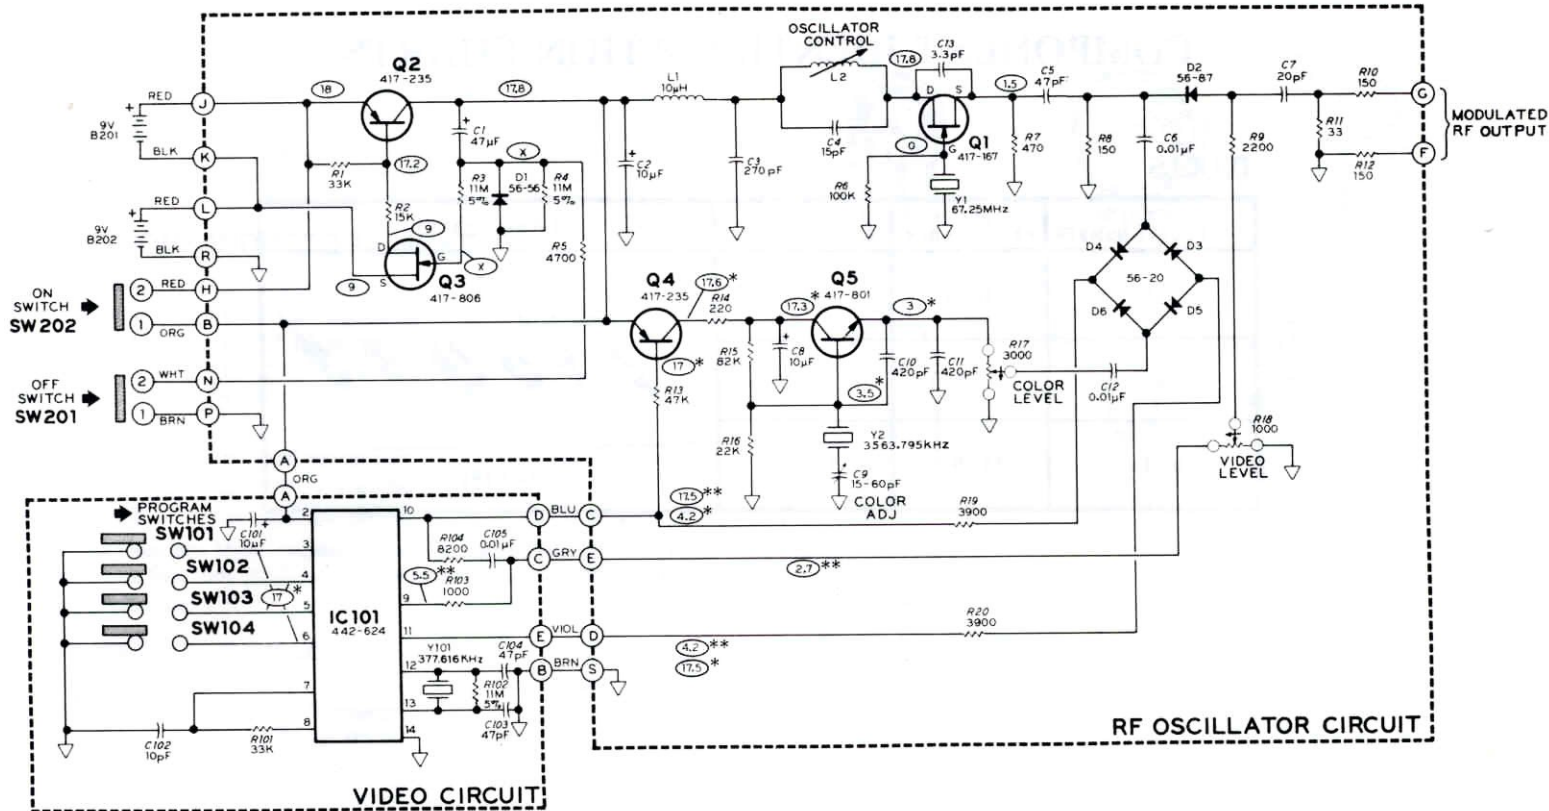 OSCILLATOR
CONTROL
L2
C4
15pF
L1
10µH
17.8
C13
3.3pF
D
S
G
Q1
417-167
0
1.5
C5
47pF
D2
56-87
C7
20pF
R10
150
G
R11
33
R12
150
F
MODULATED
RF OUTPUT
RED
J
18
Q2
417-235
17.8
9V
B201
BLK
K
R1
33K
17.2
C1
47µF
X
R3
11M
5%
D1
56-56
R4
11M
5%
C2
10µF
C3
270pF
R6
100K
Y1
67.25MHz
R7
470
R8
150
C6
0.01µF
R9
2200
RED
L
9V
B202
BLK
R
R2
15K
9
D
G
S
Q3
417-806
9
X
R5
4700
D4
D3
56-20
D6
D5
ON
SWITCH
SW202
2
RED
H
1
ORG
B
Q4
417-235
17.6 *
R14
220
17.3 *
Q5
417-801
3 *
17 *
R13
47K
R15
82K
C8
10µF
3.5 *
C10
420pF
C11
420pF
R17
3000
COLOR
LEVEL
C12
0.01µF
OFF
SWITCH
SW201
2
WHT
N
1
BRN
P
R16
22K
Y2
3563.795KHz
C9
15-60pF
COLOR
ADJ
R18
1000
VIDEO
LEVEL
A
ORG
A
PROGRAM
SWITCHES
SW101
SW102
SW103
SW104
C101
10µF
17 *
2
3
4
5
6
7
8
IC101
442-624
10
9
11
12
13
14
R104
8200
C105
0.01µF
5.5 **
R103
1000
D
BLU
C
17.5 **
4.2 *
R19
3900
C
GRY
E
2.7 **
E
VIOL
D
4.2 **
17.5 *
R20
3900
Y101
377.616KHz
C104
47pF
R102
11M
5%
C103
47pF
B
BRN
S
C102
10pF
R101
33K
VIDEO CIRCUIT
RF OSCILLATOR CIRCUIT